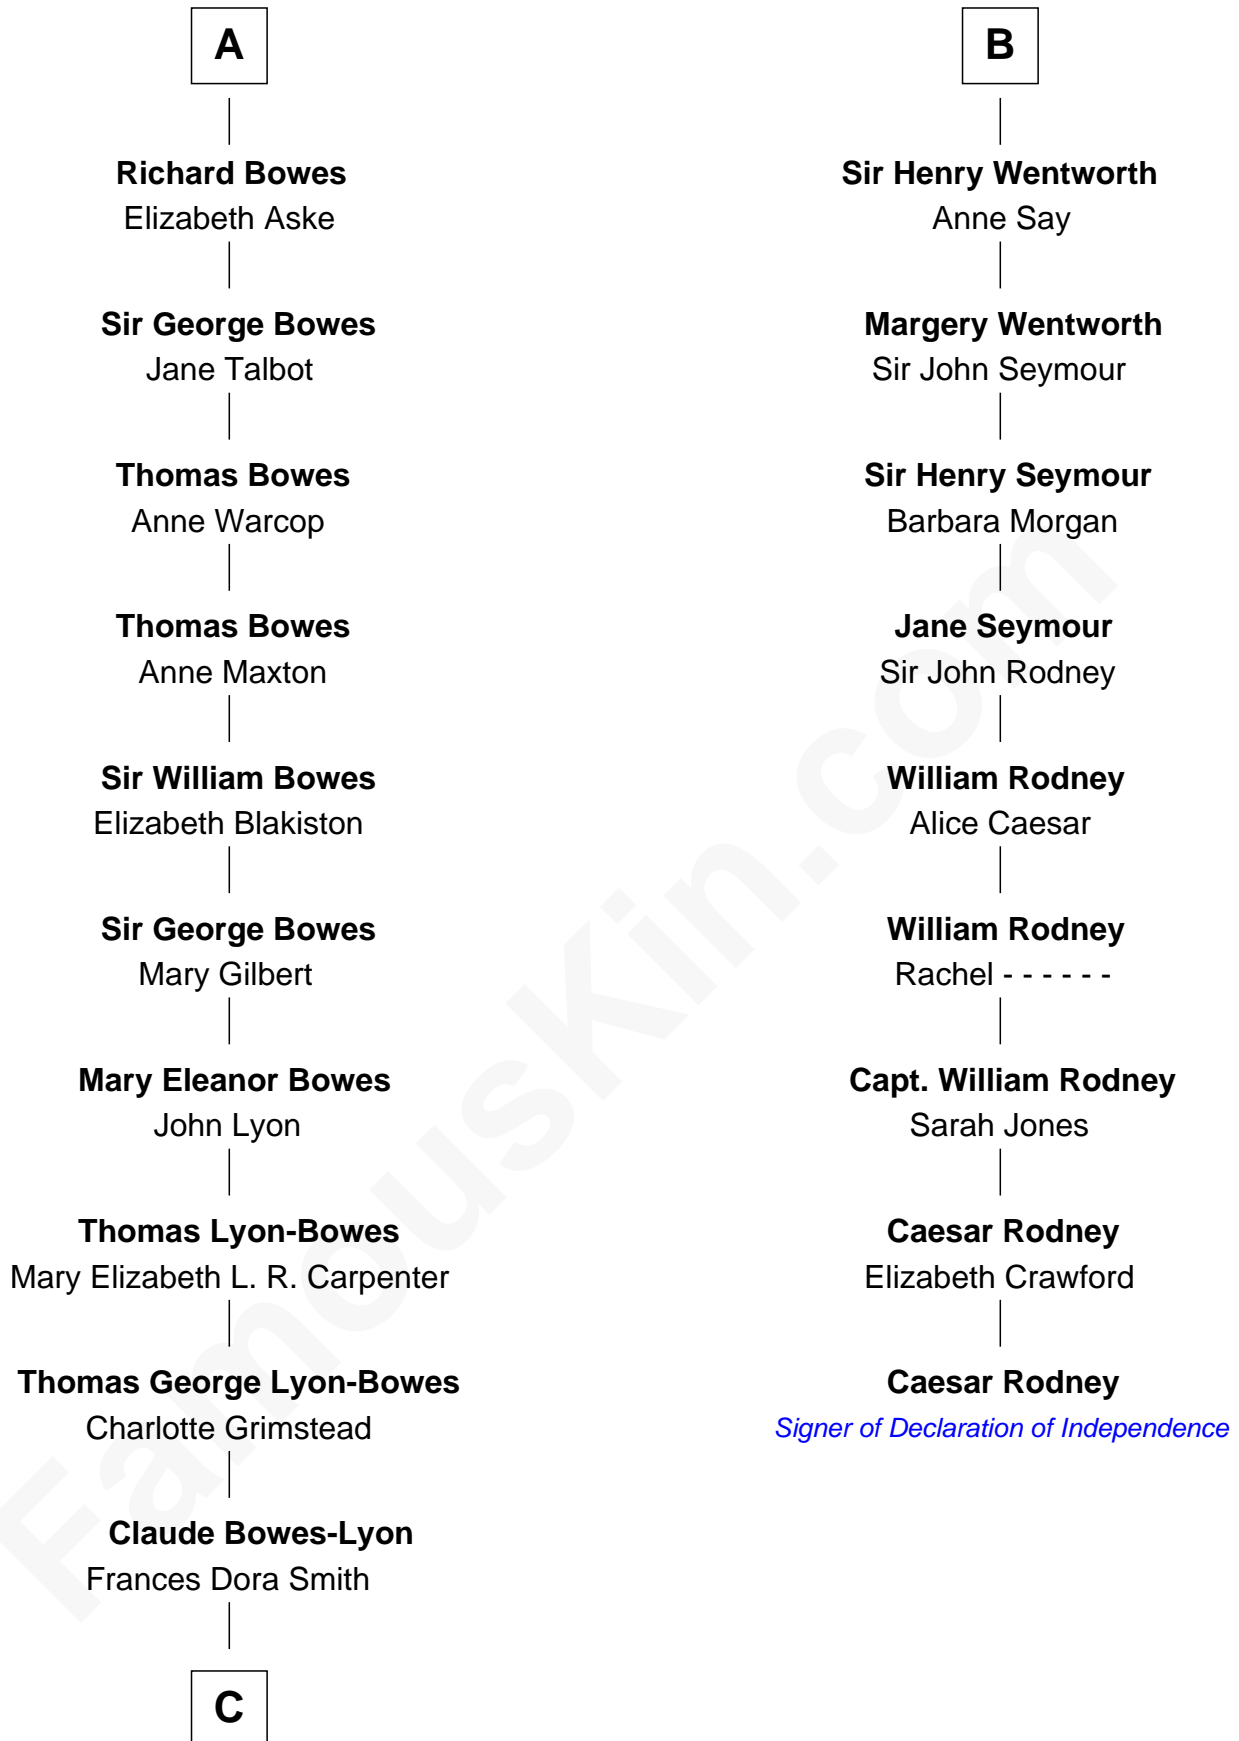 A
Richard Bowes
Elizabeth Aske
Sir George Bowes
Jane Talbot
Thomas Bowes
Anne Warcop
Thomas Bowes
Anne Maxton
Sir William Bowes
Elizabeth Blakiston
Sir George Bowes
Mary Gilbert
Mary Eleanor Bowes
John Lyon
Thomas Lyon-Bowes
Mary Elizabeth L. R. Carpenter
Thomas George Lyon-Bowes
Charlotte Grimstead
Claude Bowes-Lyon
Frances Dora Smith
C
B
Sir Henry Wentworth
Anne Say
Margery Wentworth
Sir John Seymour
Sir Henry Seymour
Barbara Morgan
Jane Seymour
Sir John Rodney
William Rodney
Alice Caesar
William Rodney
Rachel - - - - - -
Capt. William Rodney
Sarah Jones
Caesar Rodney
Elizabeth Crawford
Caesar Rodney
Signer of Declaration of Independence
FamousKin.com